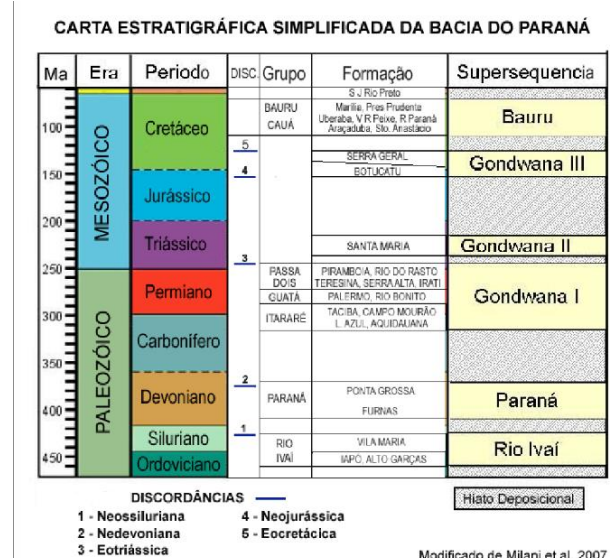 CARTA ESTRATIGRÁFICA SIMPLIFICADA DA BACIA DO PARANÁ
Ma Era Periodo DISC. Grupo Formação Supersequencia
S J Rio Preto
BAURU
CAUÁ
Marília, Pres Prudente
Uberaba, V R Peixe, R Paraná
Araçaduba, Sto. Anastácio
Bauru
100
MESOZÓICO
Cretáceo
5
SERRA GERAL
Gondwana III
150
4
BOTUCATU
Jurássico
200
Triássico
SANTA MARIA
Gondwana II
3
250
PALEOZÓICO
Permiano
PASSA
DOIS
PIRAMBOIA, RIO DO RASTO
TERESINA, SERRA ALTA, IRATI
GUATÁ
PALERMO, RIO BONITO
Gondwana I
300
ITARARÉ
TACIBA, CAMPO MOURÃO
L. AZUL, AQUIDAUANA
Carbonífero
350
2
Devoniano
PARANÁ
PONTA GROSSA
FURNAS
Paraná
400
1
Siluriano
RIO
IVAÍ
VILA MARIA
Rio Ivaí
450
Ordoviciano
IAPÓ, ALTO GARÇAS
DISCORDÂNCIAS
Hiato Deposicional
1 - Neossiluriana
4 - Neojurássica
2 - Nedevoniana
5 - Eocretácica
3 - Eotriássica
Modificado de Milani et al. 2007